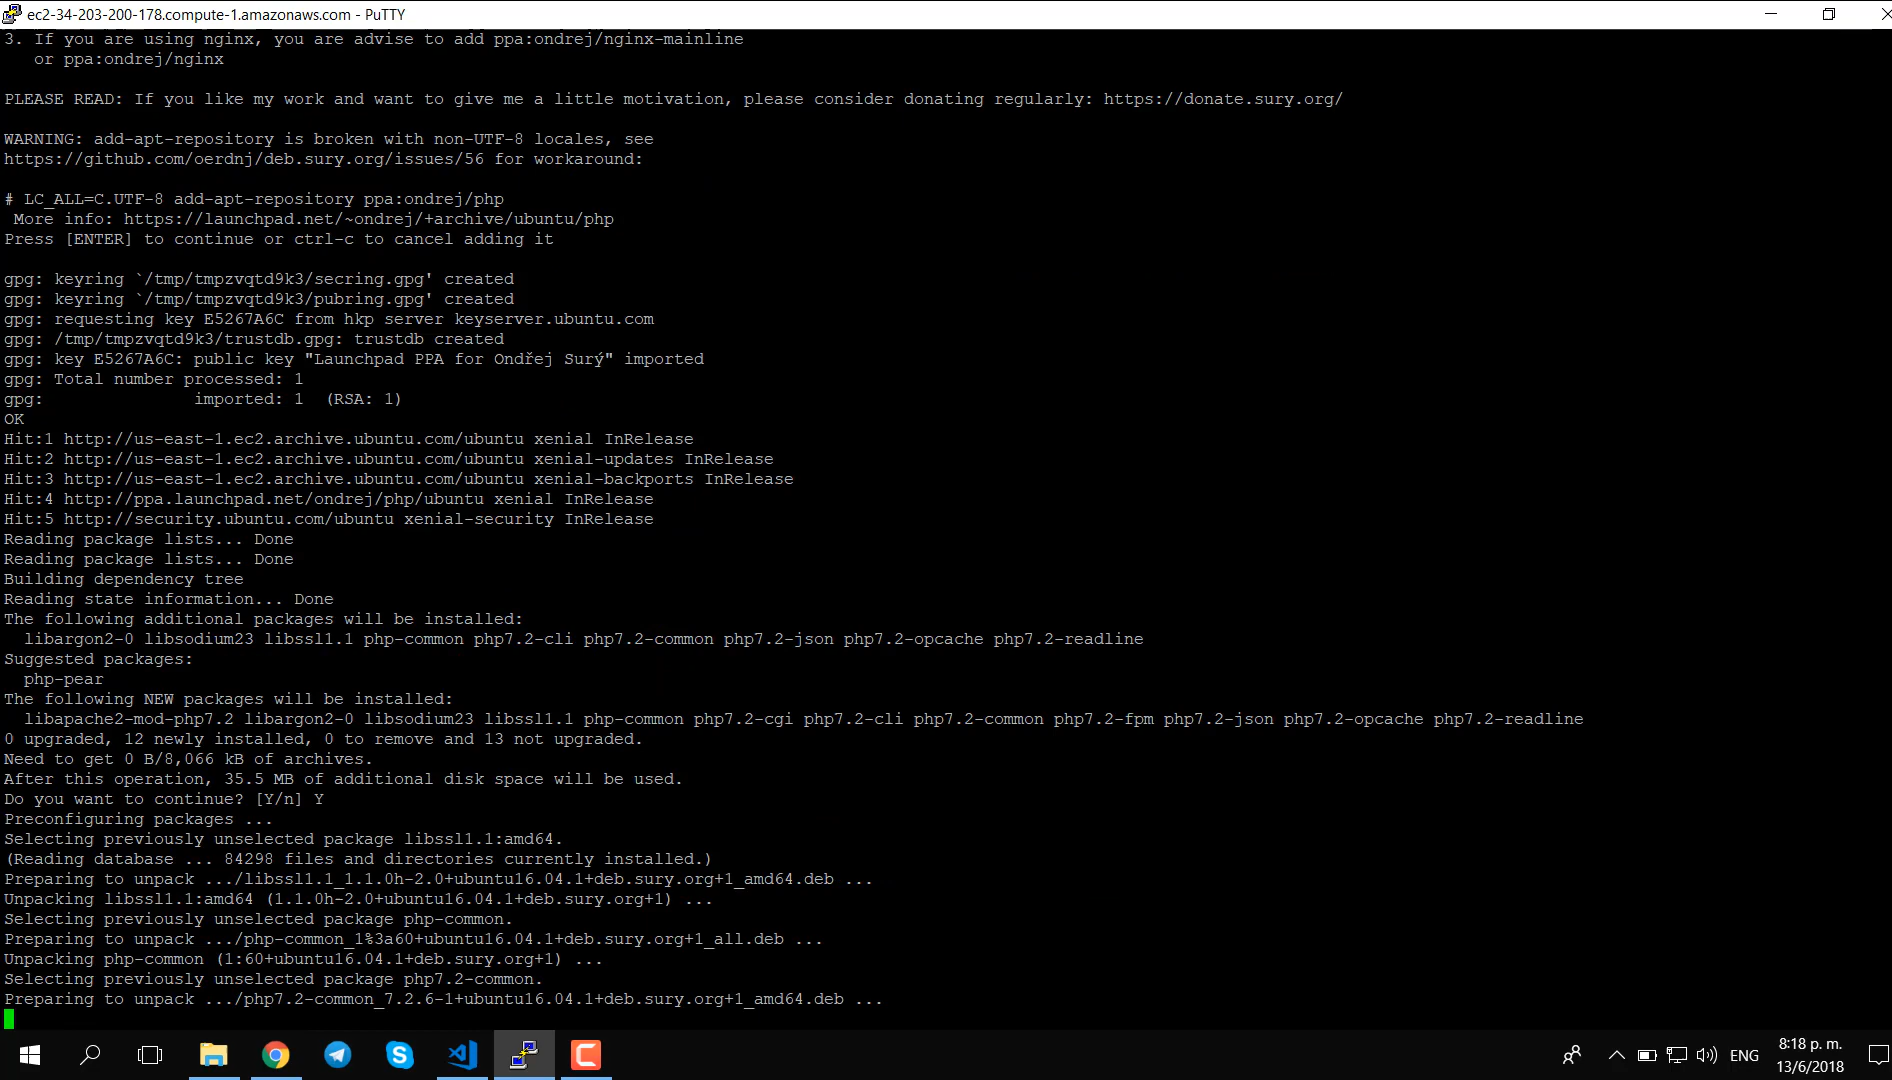 ec2-34-203-200-178.compute-1.amazonaws.com - PuTTY
3. If you are using nginx, you are advise to add ppa:ondrej/nginx-mainline
   or ppa:ondrej/nginx
PLEASE READ: If you like my work and want to give me a little motivation, please consider donating regularly: https://donate.sury.org/
WARNING: add-apt-repository is broken with non-UTF-8 locales, see
https://github.com/oerdnj/deb.sury.org/issues/56 for workaround:
# LC_ALL=C.UTF-8 add-apt-repository ppa:ondrej/php
 More info: https://launchpad.net/~ondrej/+archive/ubuntu/php
Press [ENTER] to continue or ctrl-c to cancel adding it
gpg: keyring `/tmp/tmpzvqtd9k3/secring.gpg' created
gpg: keyring `/tmp/tmpzvqtd9k3/pubring.gpg' created
gpg: requesting key E5267A6C from hkp server keyserver.ubuntu.com
gpg: /tmp/tmpzvqtd9k3/trustdb.gpg: trustdb created
gpg: key E5267A6C: public key "Launchpad PPA for Ondřej Surý" imported
gpg: Total number processed: 1
gpg:               imported: 1  (RSA: 1)
OK
Hit:1 http://us-east-1.ec2.archive.ubuntu.com/ubuntu xenial InRelease
Hit:2 http://us-east-1.ec2.archive.ubuntu.com/ubuntu xenial-updates InRelease
Hit:3 http://us-east-1.ec2.archive.ubuntu.com/ubuntu xenial-backports InRelease
Hit:4 http://ppa.launchpad.net/ondrej/php/ubuntu xenial InRelease
Hit:5 http://security.ubuntu.com/ubuntu xenial-security InRelease
Reading package lists... Done
Reading package lists... Done
Building dependency tree
Reading state information... Done
The following additional packages will be installed:
  libargon2-0 libsodium23 libssl1.1 php-common php7.2-cli php7.2-common php7.2-json php7.2-opcache php7.2-readline
Suggested packages:
  php-pear
The following NEW packages will be installed:
  libapache2-mod-php7.2 libargon2-0 libsodium23 libssl1.1 php-common php7.2-cgi php7.2-cli php7.2-common php7.2-fpm php7.2-json php7.2-opcache php7.2-readline
0 upgraded, 12 newly installed, 0 to remove and 13 not upgraded.
Need to get 0 B/8,066 kB of archives.
After this operation, 35.5 MB of additional disk space will be used.
Do you want to continue? [Y/n] Y
Preconfiguring packages ...
Selecting previously unselected package libssl1.1:amd64.
(Reading database ... 84298 files and directories currently installed.)
Preparing to unpack .../libssl1.1_1.1.0h-2.0+ubuntu16.04.1+deb.sury.org+1_amd64.deb ...
Unpacking libssl1.1:amd64 (1.1.0h-2.0+ubuntu16.04.1+deb.sury.org+1) ...
Selecting previously unselected package php-common.
Preparing to unpack .../php-common_1%3a60+ubuntu16.04.1+deb.sury.org+1_all.deb ...
Unpacking php-common (1:60+ubuntu16.04.1+deb.sury.org+1) ...
Selecting previously unselected package php7.2-common.
Preparing to unpack .../php7.2-common_7.2.6-1+ubuntu16.04.1+deb.sury.org+1_amd64.deb ...
ENG
8:18 p. m.
13/6/2018